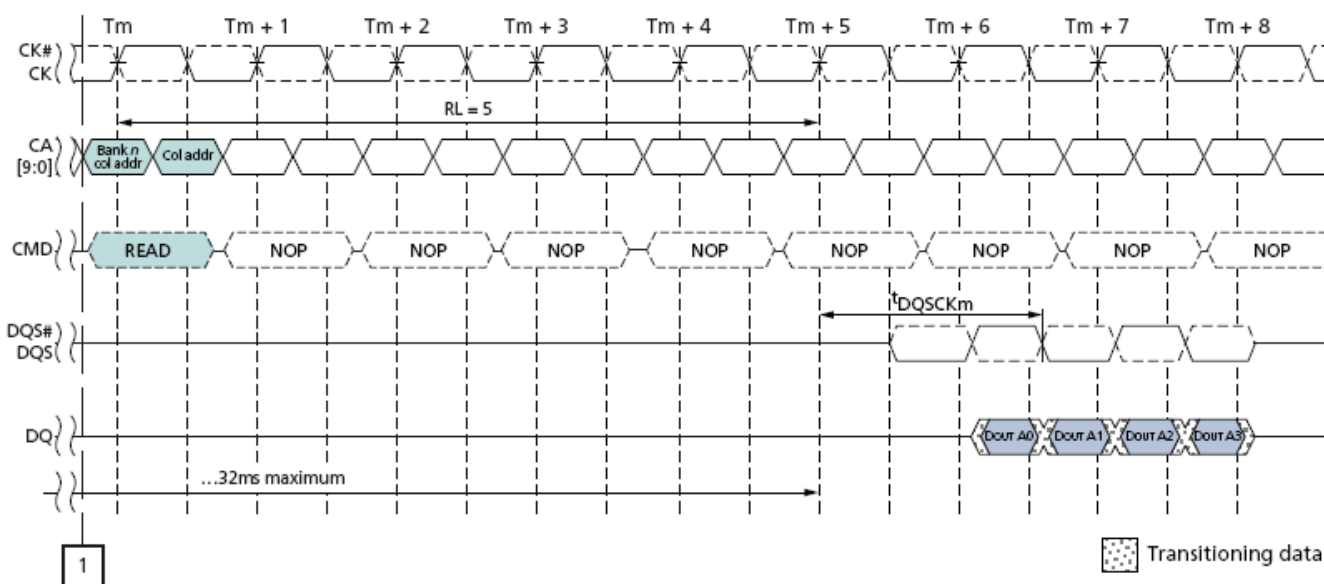 Tm Tm + 1 Tm + 2 Tm + 3 Tm + 4 Tm + 5 Tm + 6 Tm + 7 Tm + 8
CK#
CK
RL = 5
CA
[9:0]
Bank n
col addr
Col addr
CMD READ NOP NOP NOP NOP NOP NOP NOP NOP
tDQSCKm
DQS#
DQS
DQ DOUT A0 DOUT A1 DOUT A2 DOUT A3
...32ms maximum
1
Transitioning data